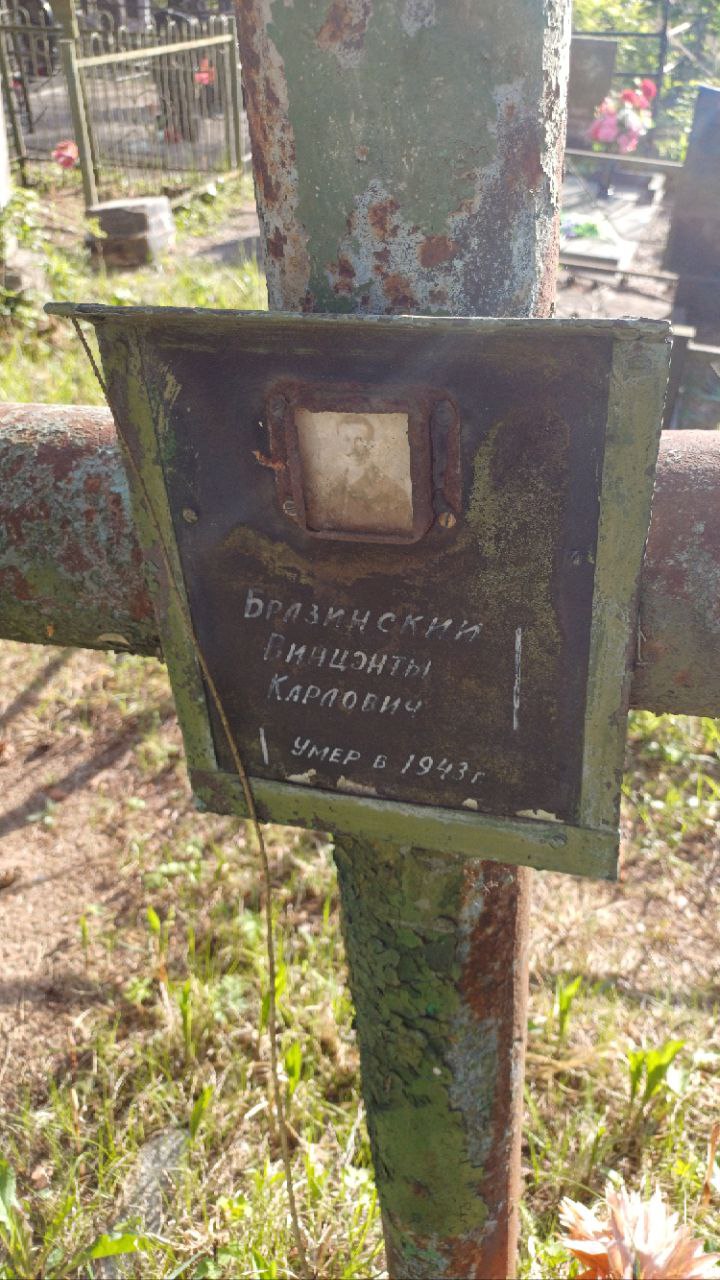 Бразинский
Винцэнты
Карлович
Умер в 1943г